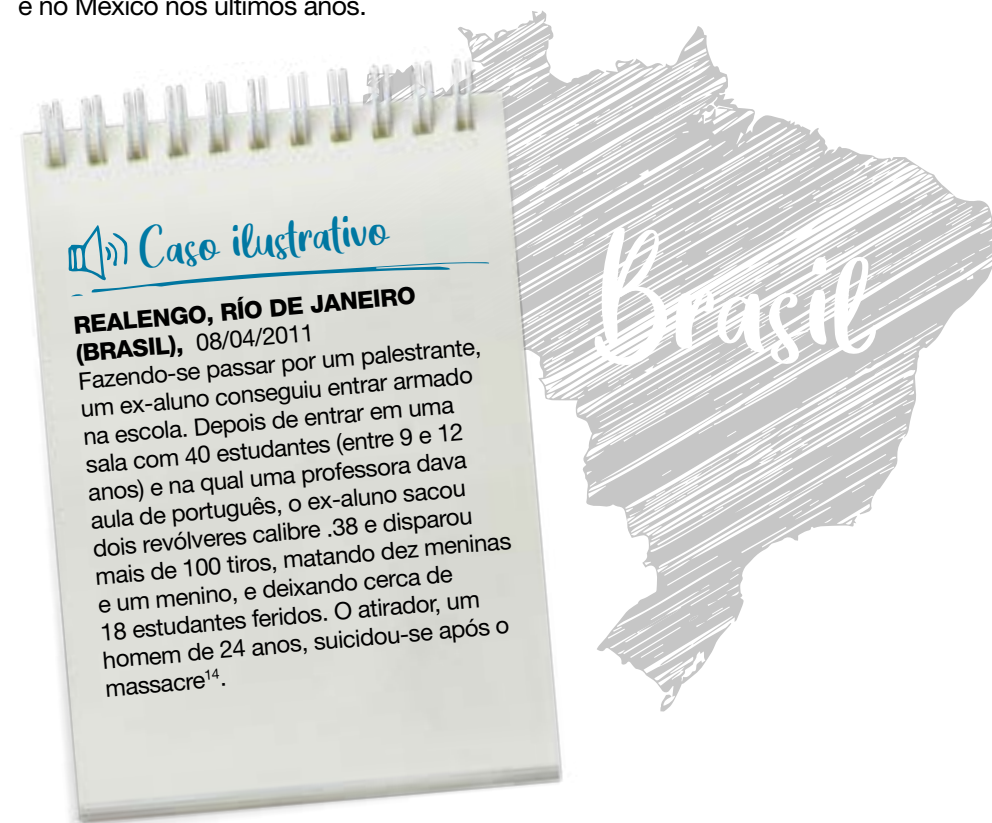 e no México nos últimos anos.
Caso ilustrativo
REALENGO, RÍO DE JANEIRO
(BRASIL), 08/04/2011
Fazendo-se passar por um palestrante,
um ex-aluno conseguiu entrar armado
na escola. Depois de entrar em uma
sala com 40 estudantes (entre 9 e 12
anos) e na qual uma professora dava
aula de português, o ex-aluno sacou
dois revólveres calibre .38 e disparou
mais de 100 tiros, matando dez meninas
e um menino, e deixando cerca de
18 estudantes feridos. O atirador, um
homem de 24 anos, suicidou-se após o
massacre¹⁴.
Brasil